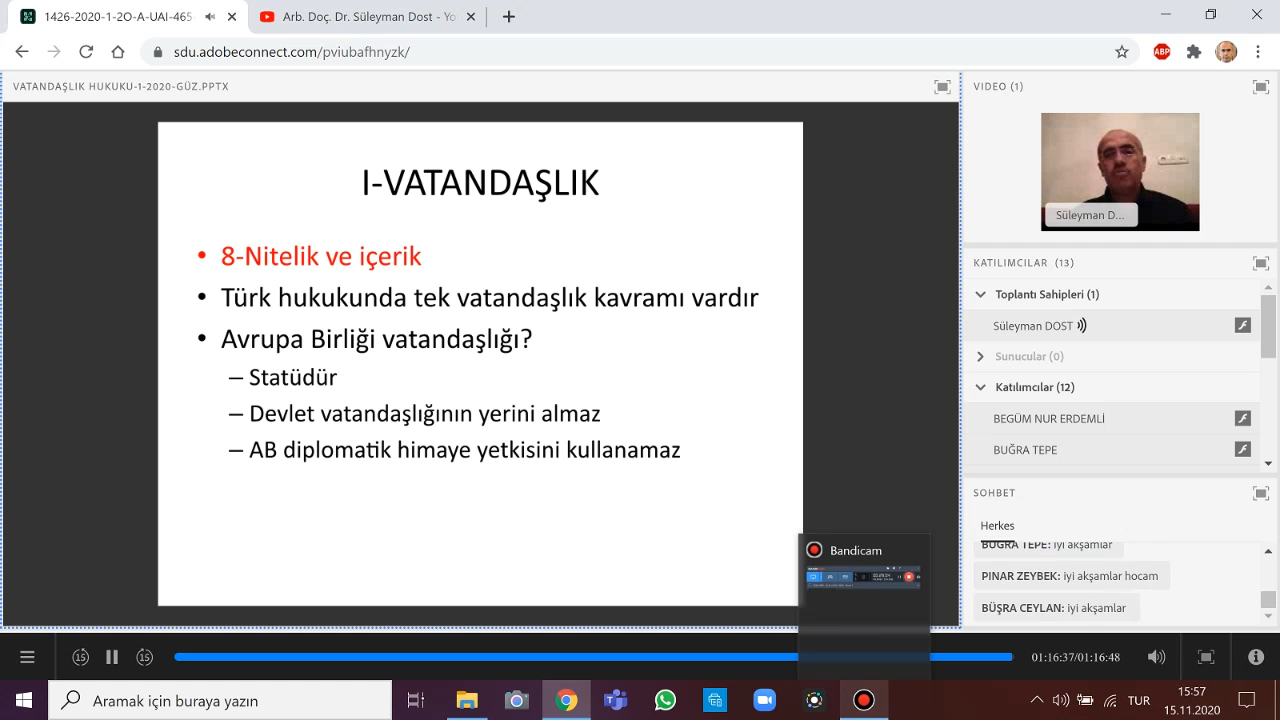 1426-2020-1-2O-A-UAI-465
Arb. Doç. Dr. Süleyman Dost - Yo
sdu.adobeconnect.com/pviubafhnyzk/
ABP
VATANDAŞLIK HUKUKU-1-2020-GÜZ.PPTX
I-VATANDAŞLIK
• 8-Nitelik ve içerik
• Türk hukukunda tek vatandaşlık kavramı vardır
• Avrupa Birliği vatandaşlığı?
– Statüdür
– Devlet vatandaşlığının yerini almaz
– AB diplomatik himaye yetkisini kullanamaz
VIDEO (1)
Süleyman D...
KATILIMCILAR (13)
Toplantı Sahipleri (1)
Süleyman DOST
Sunucular (0)
Katılımcılar (12)
BEGÜM NUR ERDEMLİ
BUĞRA TEPE
SOHBET
Herkes
BUĞRA TEPE: iyi akşamlar
PINAR ZEYBEK: iyi akşamlar hocam
BÜŞRA CEYLAN: iyi akşamlar
Bandicam
15
15
01:16:37/01:16:48
Aramak için buraya yazın
TUR
15:57
15.11.2020